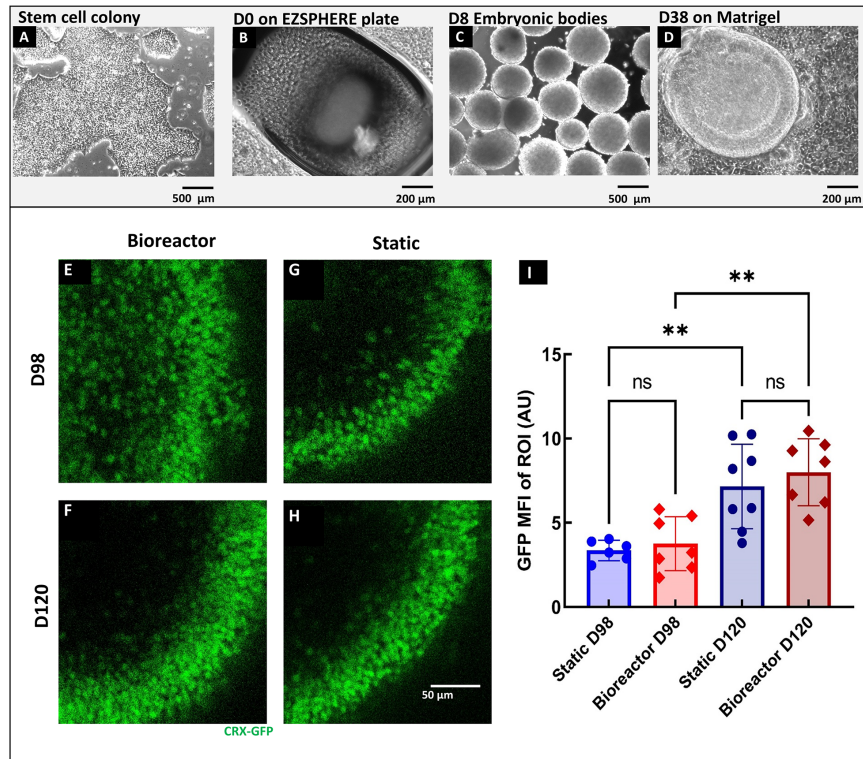 Stem cell colony
D0 on EZSPHERE plate
D8 Embryonic bodies
D38 on Matrigel
A
B
C
D
500 μm
200 μm
500 μm
200 μm
Bioreactor
Static
E
G
I
D98
F
H
D120
50 μm
CRX-GFP
**
**
ns
ns
GFP MFI of ROI (AU)
15
10
5
0
Static D98
Bioreactor D98
Static D120
Bioreactor D120